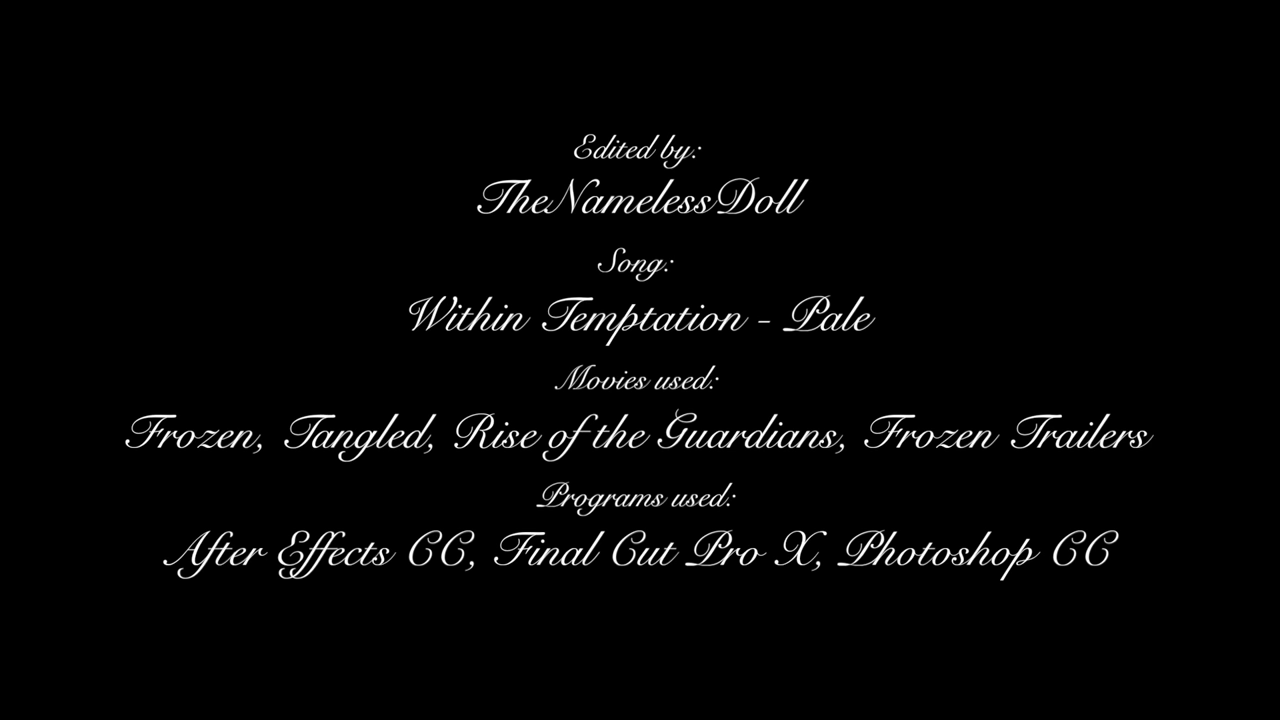 Edited by:
TheNamelessDoll
Song:
Within Temptation - Pale
Movies used:
Frozen, Tangled, Rise of the Guardians, Frozen Trailers
Programs used:
After Effects CC, Final Cut Pro X, Photoshop CC